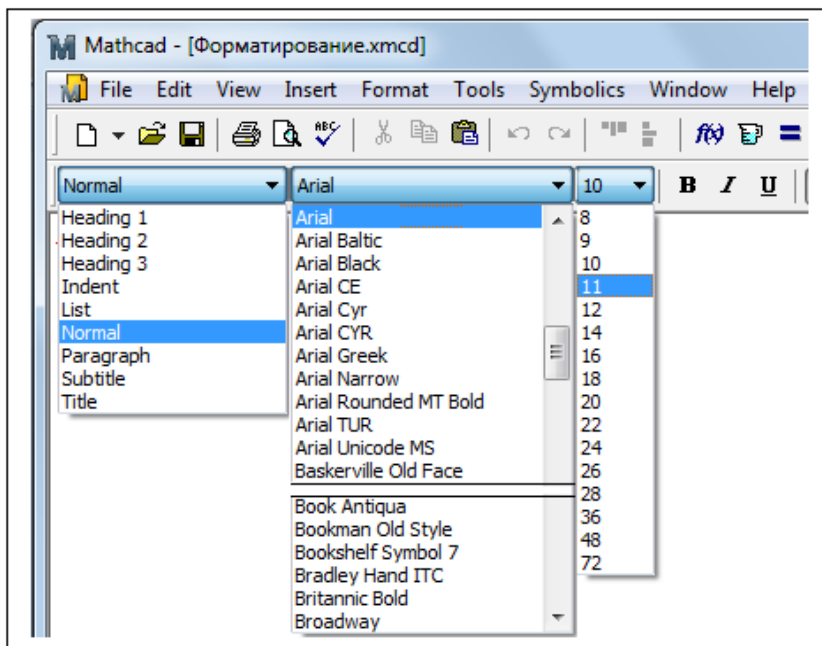 Mathcad - [Форматирование.xmcd]
File Edit View Insert Format Tools Symbolics Window Help
ABC f(x)
Normal Arial 10 B I U
Heading 1
Heading 2
Heading 3
Indent
List
Normal
Paragraph
Subtitle
Title
Arial
Arial Baltic
Arial Black
Arial CE
Arial Cyr
Arial CYR
Arial Greek
Arial Narrow
Arial Rounded MT Bold
Arial TUR
Arial Unicode MS
Baskerville Old Face
Book Antiqua
Bookman Old Style
Bookshelf Symbol 7
Bradley Hand ITC
Britannic Bold
Broadway
8
9
10
11
12
14
16
18
20
22
24
26
28
36
48
72